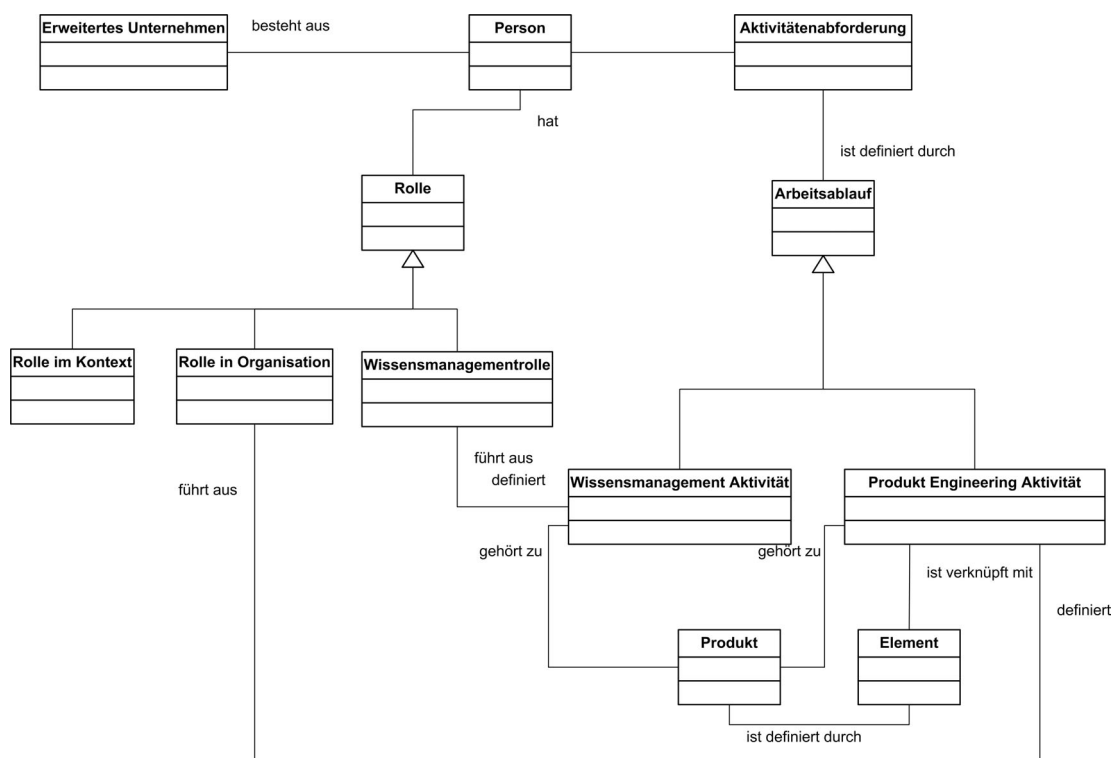 besteht aus
Erweitertes Unternehmen
Person
Aktivitätenabforderung
hat
ist definiert durch
Rolle
Arbeitsablauf
Rolle im Kontext
Rolle in Organisation
Wissensmanagementrolle
führt aus
definiert
führt aus
Wissensmanagement Aktivität
Produkt Engineering Aktivität
gehört zu
gehört zu
ist verknüpft mit
definiert
Produkt
Element
ist definiert durch